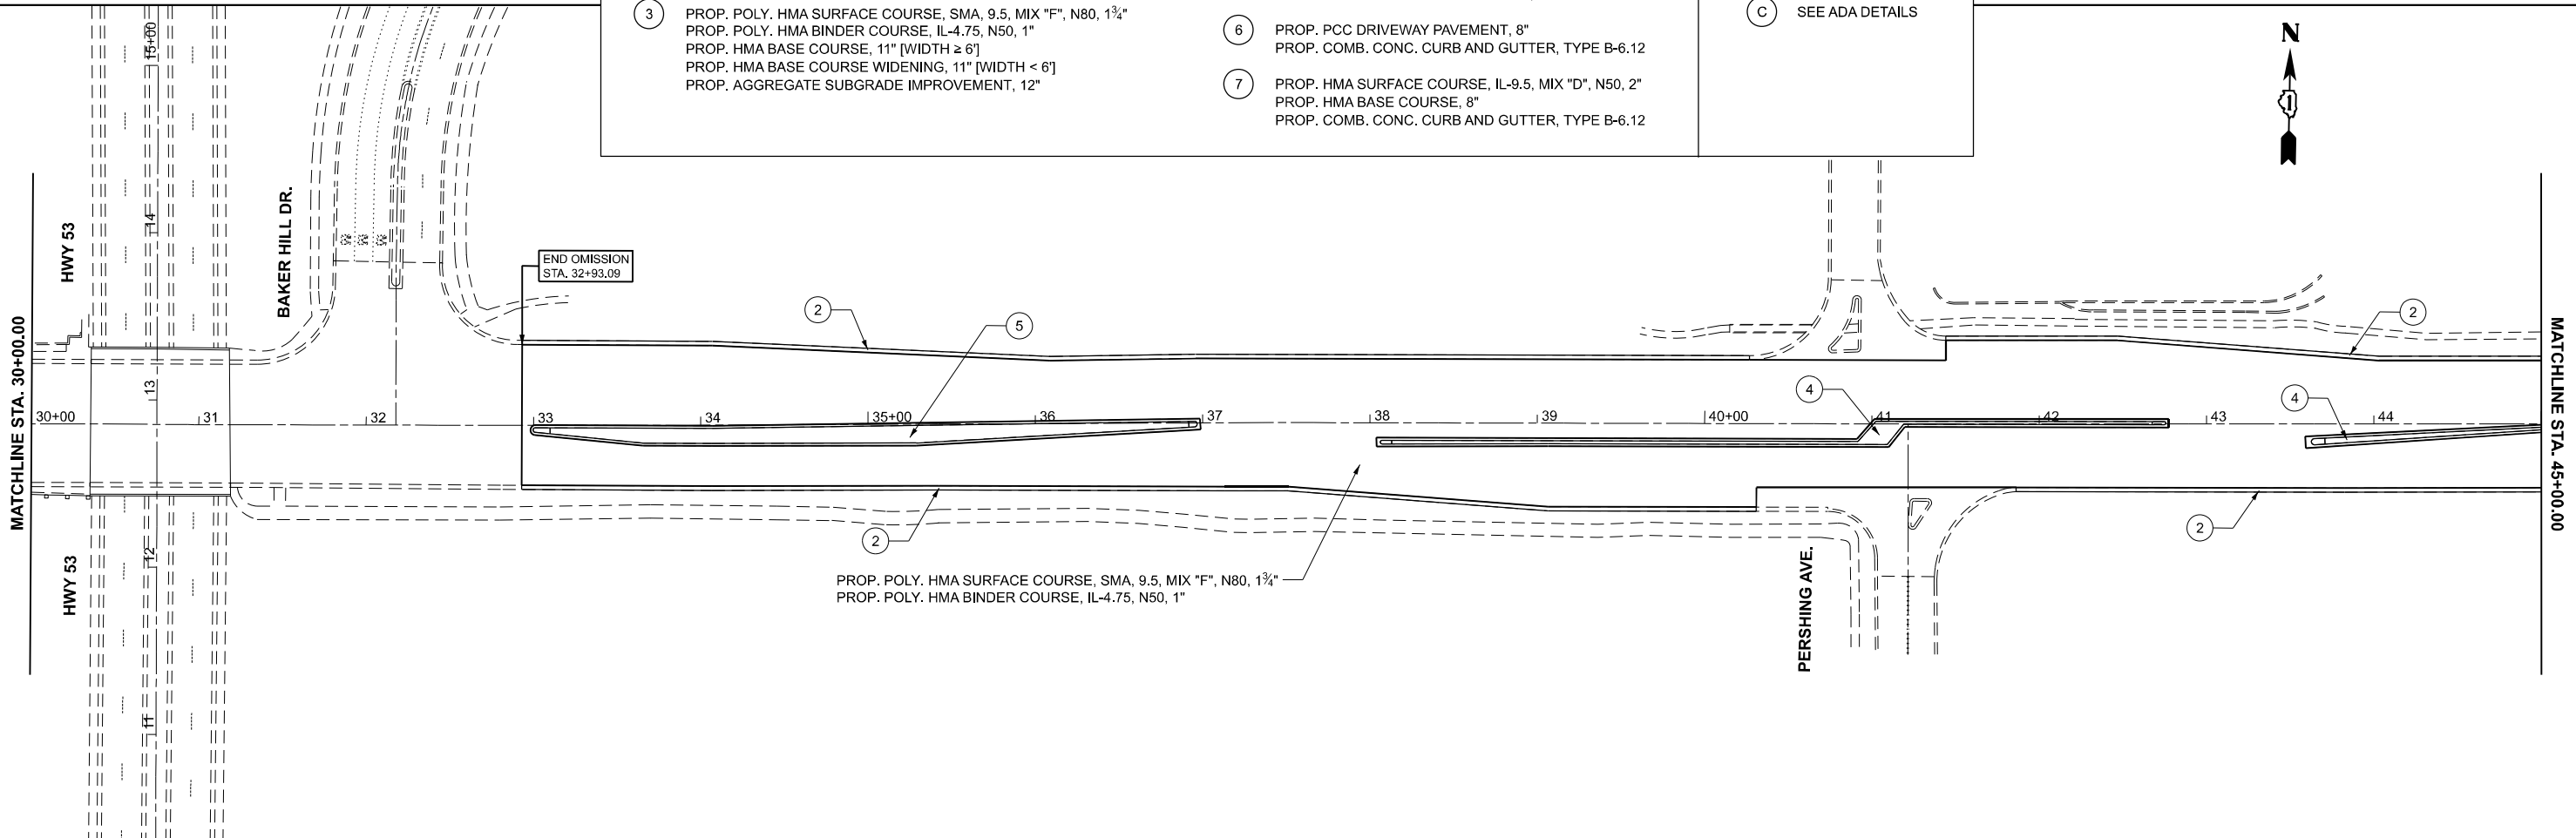 3 PROP. POLY. HMA SURFACE COURSE, SMA, 9.5, MIX "F", N80, 1¾"
PROP. POLY. HMA BINDER COURSE, IL-4.75, N50, 1"
PROP. HMA BASE COURSE, 11" [WIDTH ≥ 6']
PROP. HMA BASE COURSE WIDENING, 11" [WIDTH < 6']
PROP. AGGREGATE SUBGRADE IMPROVEMENT, 12"
6 PROP. PCC DRIVEWAY PAVEMENT, 8"
PROP. COMB. CONC. CURB AND GUTTER, TYPE B-6.12
7 PROP. HMA SURFACE COURSE, IL-9.5, MIX "D", N50, 2"
PROP. HMA BASE COURSE, 8"
PROP. COMB. CONC. CURB AND GUTTER, TYPE B-6.12
C SEE ADA DETAILS
N
1
15+00
14
13
12
11
HWY 53
BAKER HILL DR.
END OMISSION
STA. 32+93.09
2
5
2
4
4
MATCHLINE STA. 30+00.00
30+00
31
32
33
34
35+00
36
37
38
39
40+00
41
42
43
44
MATCHLINE STA. 45+00.00
2
2
HWY 53
PROP. POLY. HMA SURFACE COURSE, SMA, 9.5, MIX "F", N80, 1¾"
PROP. POLY. HMA BINDER COURSE, IL-4.75, N50, 1"
PERSHING AVE.